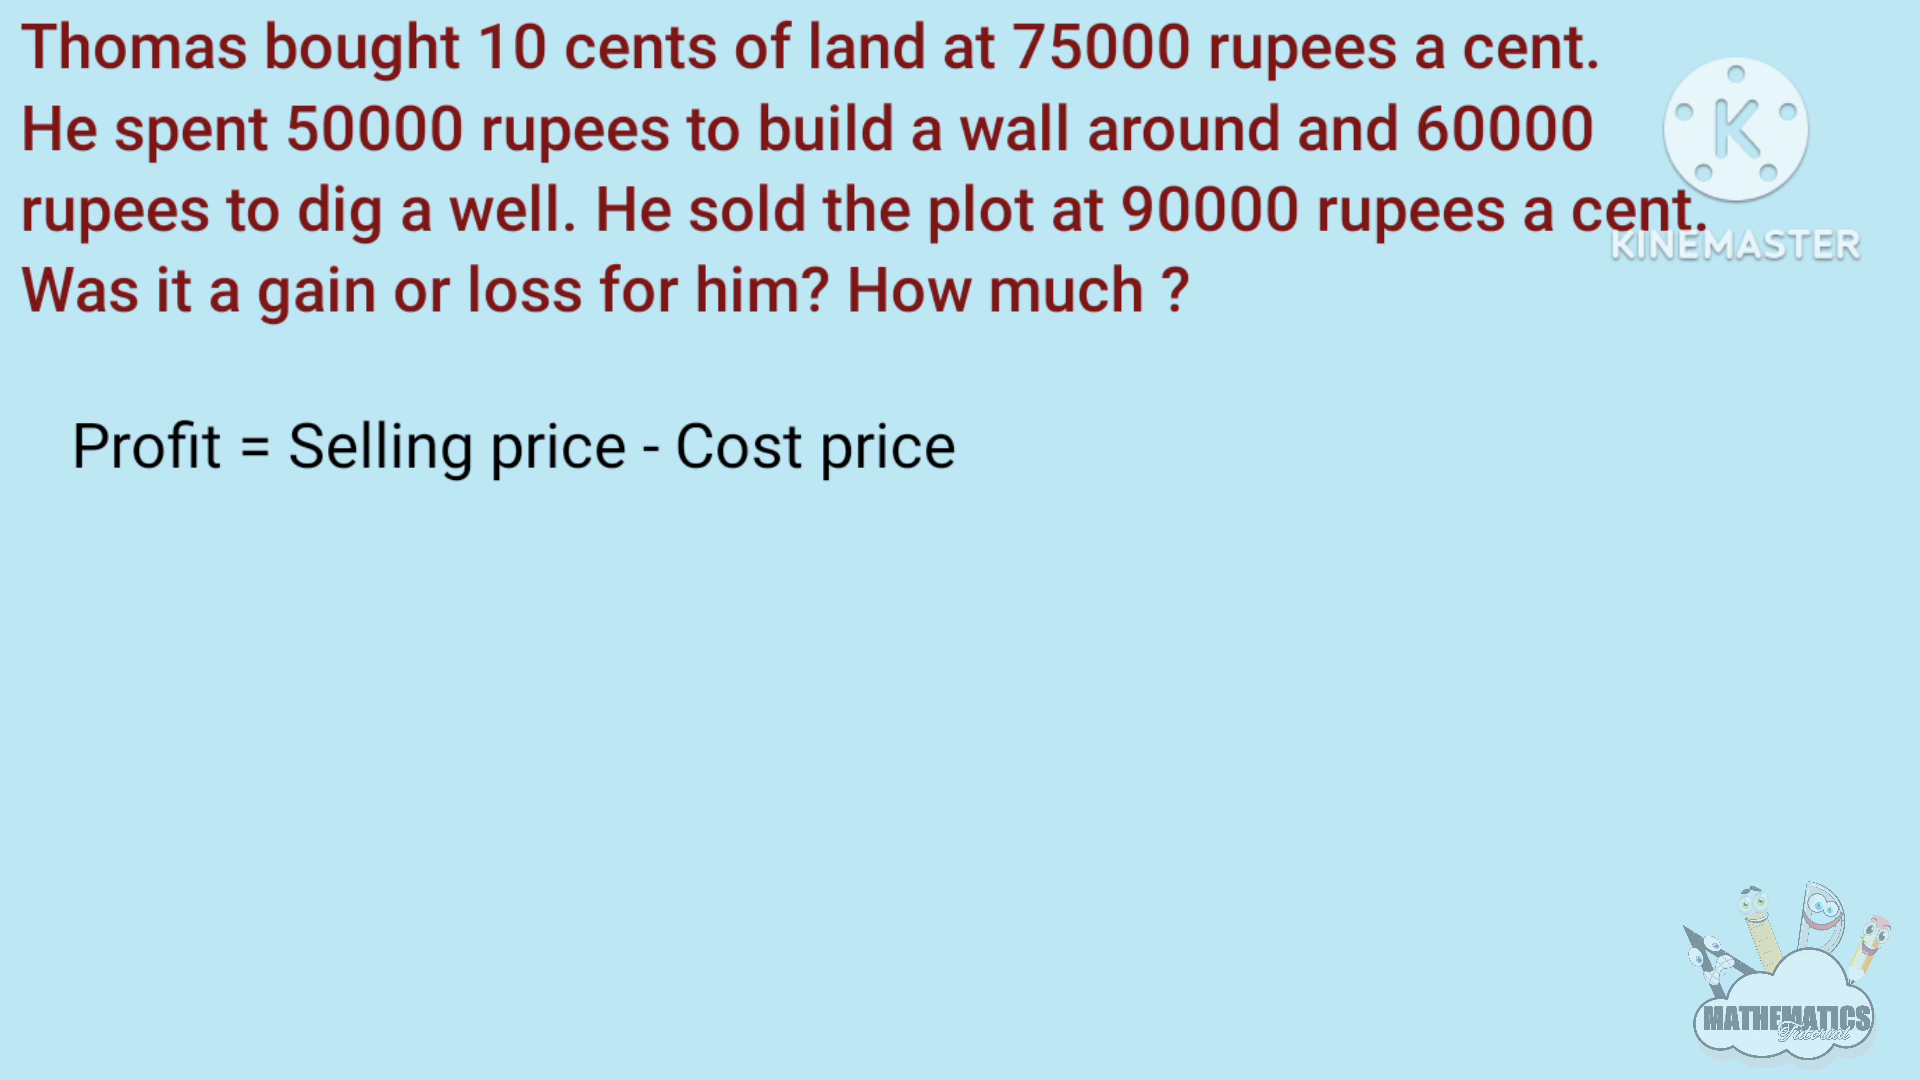 Thomas bought 10 cents of land at 75000 rupees a cent.
He spent 50000 rupees to build a wall around and 60000
rupees to dig a well. He sold the plot at 90000 rupees a cent.
Was it a gain or loss for him? How much ?
K
KINEMASTER
Profit = Selling price - Cost price
MATHEMATICS
Tutorial